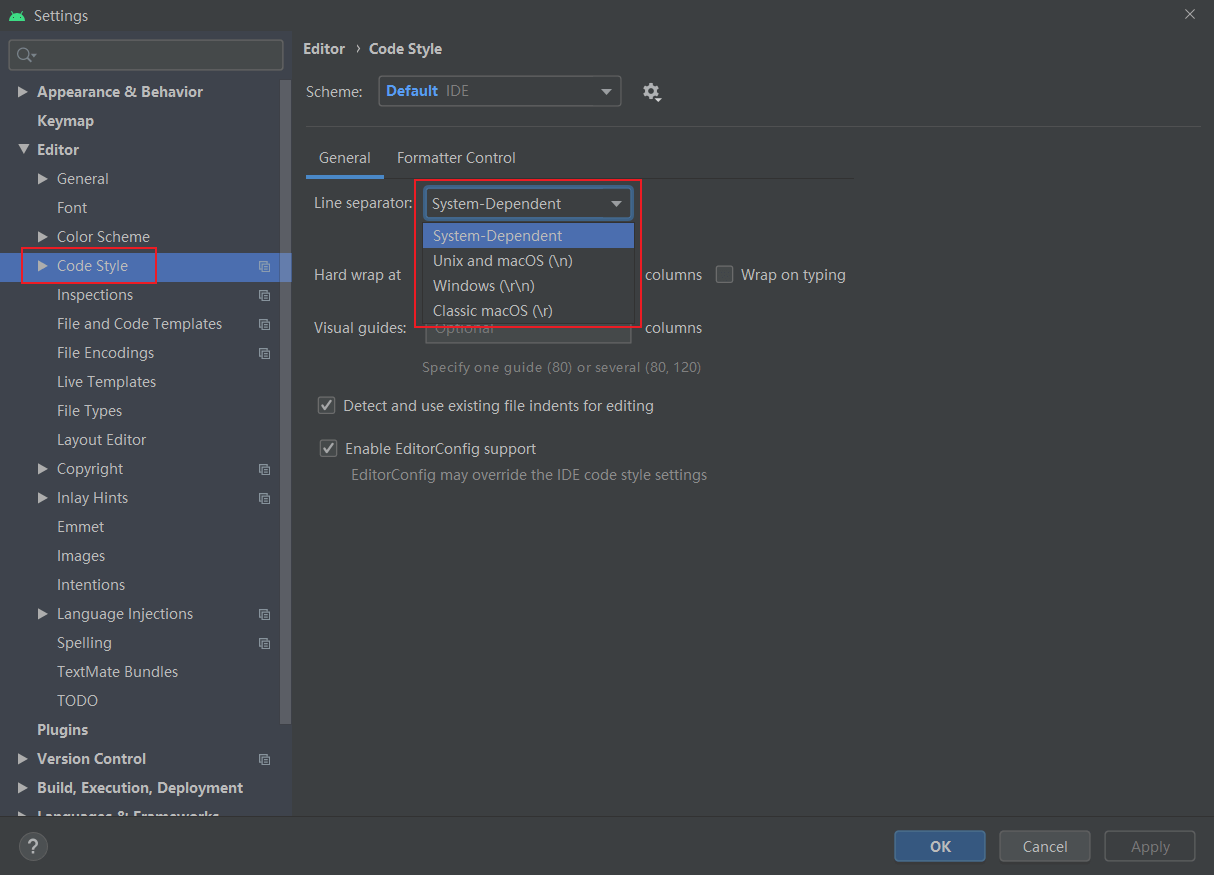 Settings
Appearance & Behavior
Keymap
Editor
General
Font
Color Scheme
Code Style
Inspections
File and Code Templates
File Encodings
Live Templates
File Types
Layout Editor
Copyright
Inlay Hints
Emmet
Images
Intentions
Language Injections
Spelling
TextMate Bundles
TODO
Plugins
Version Control
Build, Execution, Deployment
Languages & Frameworks
Editor › Code Style
Scheme: Default IDE
General Formatter Control
Line separator: System-Dependent
System-Dependent
Unix and macOS (\n)
Windows (\r\n)
Classic macOS (\r)
Hard wrap at columns Wrap on typing
Visual guides: Optional columns
Specify one guide (80) or several (80, 120)
Detect and use existing file indents for editing
Enable EditorConfig support
EditorConfig may override the IDE code style settings
? OK Cancel Apply